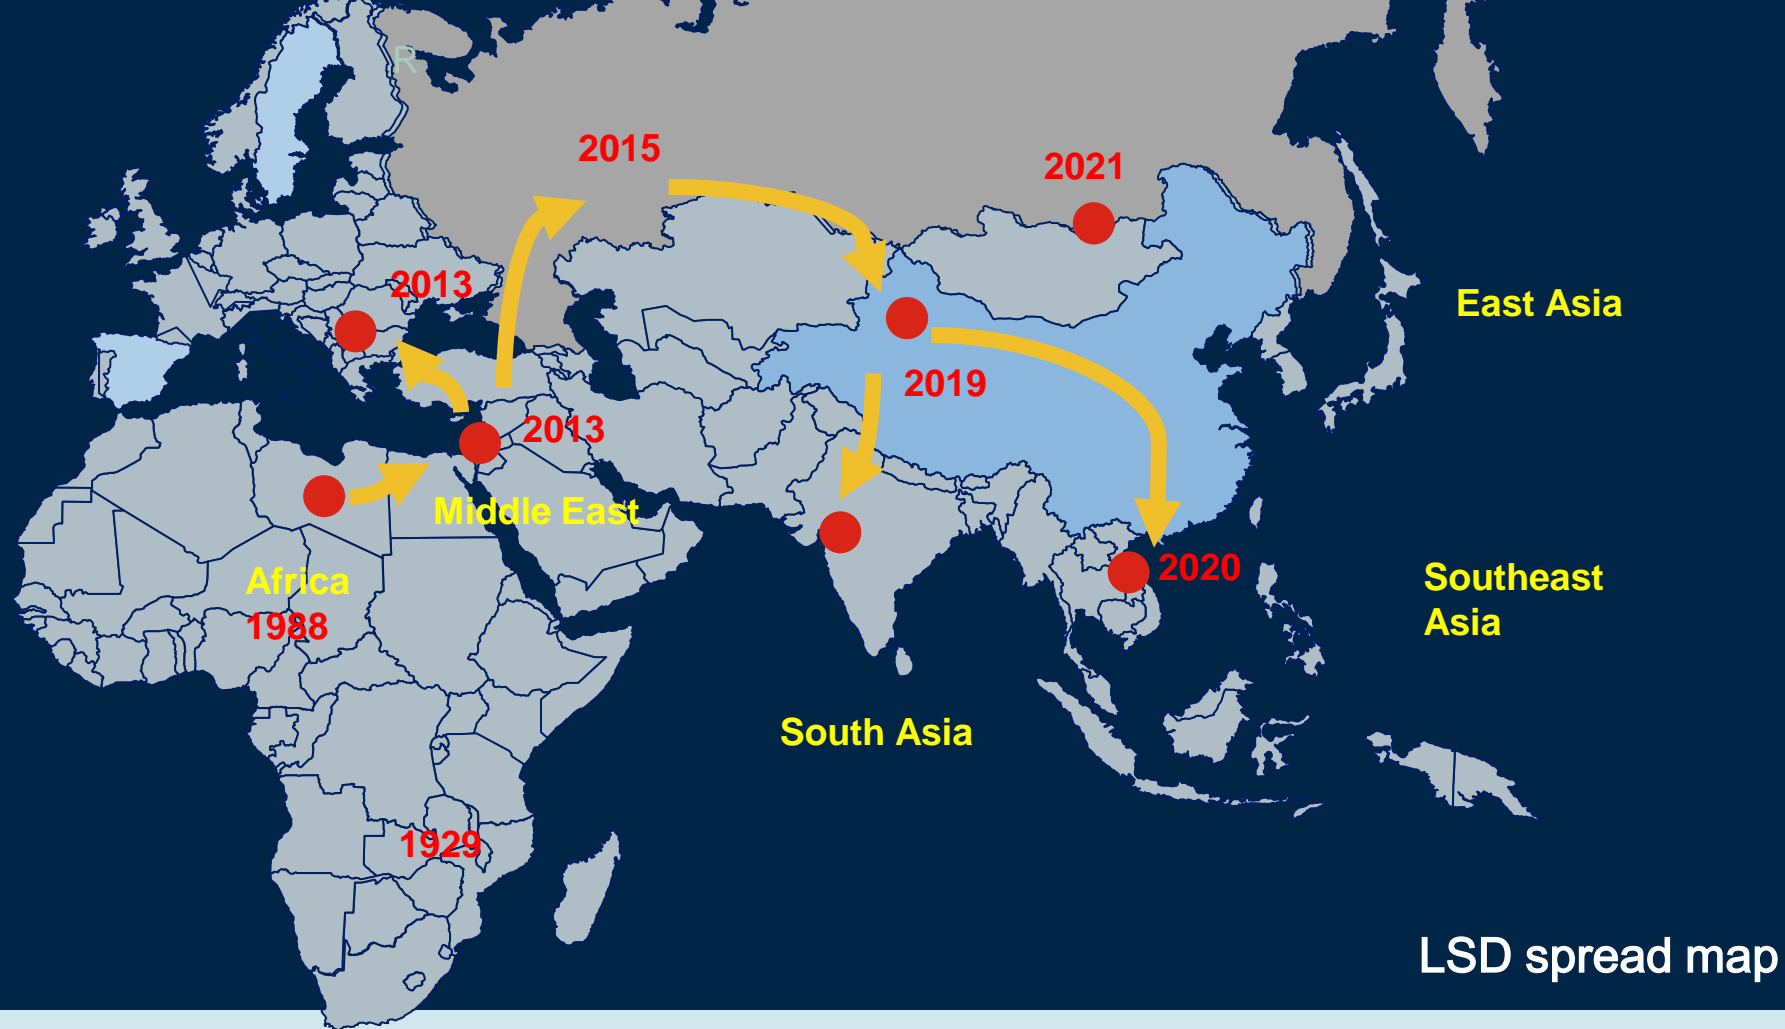 R
2015
2021
2013
East Asia
2019
2013
Middle East
Africa
1988
2020
Southeast
Asia
South Asia
1929
LSD spread map